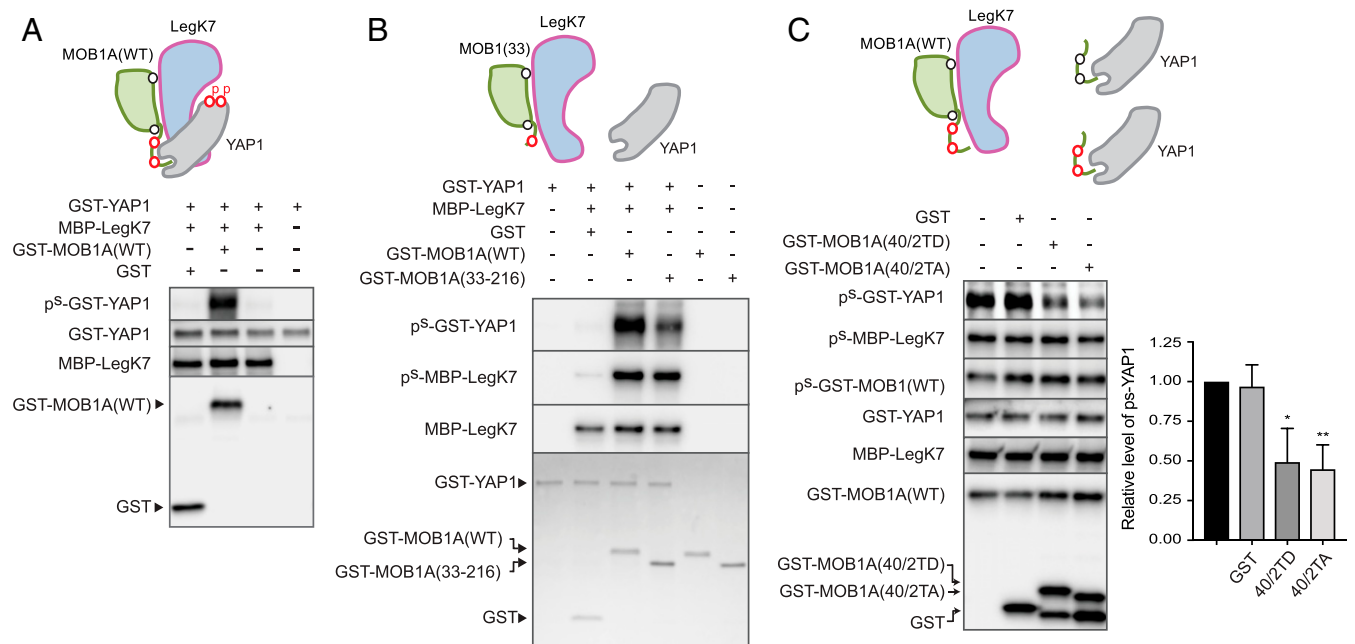 A
LegK7
MOB1A(WT)
p p
YAP1
GST-YAP1 + + + +
MBP-LegK7 + + + -
GST-MOB1A(WT) - + - -
GST + - - -
pS-GST-YAP1
GST-YAP1
MBP-LegK7
GST-MOB1A(WT)
GST
B
LegK7
MOB1(33)
YAP1
GST-YAP1 + + + + - -
MBP-LegK7 - + + + - -
GST - + - - - -
GST-MOB1A(WT) - - + - + -
GST-MOB1A(33-216) - - - + - +
pS-GST-YAP1
pS-MBP-LegK7
MBP-LegK7
GST-YAP1
GST-MOB1A(WT)
GST-MOB1A(33-216)
GST
C
LegK7
MOB1A(WT)
YAP1
YAP1
GST - + - -
GST-MOB1A(40/2TD) - - + -
GST-MOB1A(40/2TA) - - - +
pS-GST-YAP1
pS-MBP-LegK7
pS-GST-MOB1(WT)
GST-YAP1
MBP-LegK7
GST-MOB1A(WT)
GST-MOB1A(40/2TD)
GST-MOB1A(40/2TA)
GST
Relative level of ps-YAP1
1.25
1.00
0.75
0.50
0.25
0.00
*
**
GST
40/2TD
40/2TA